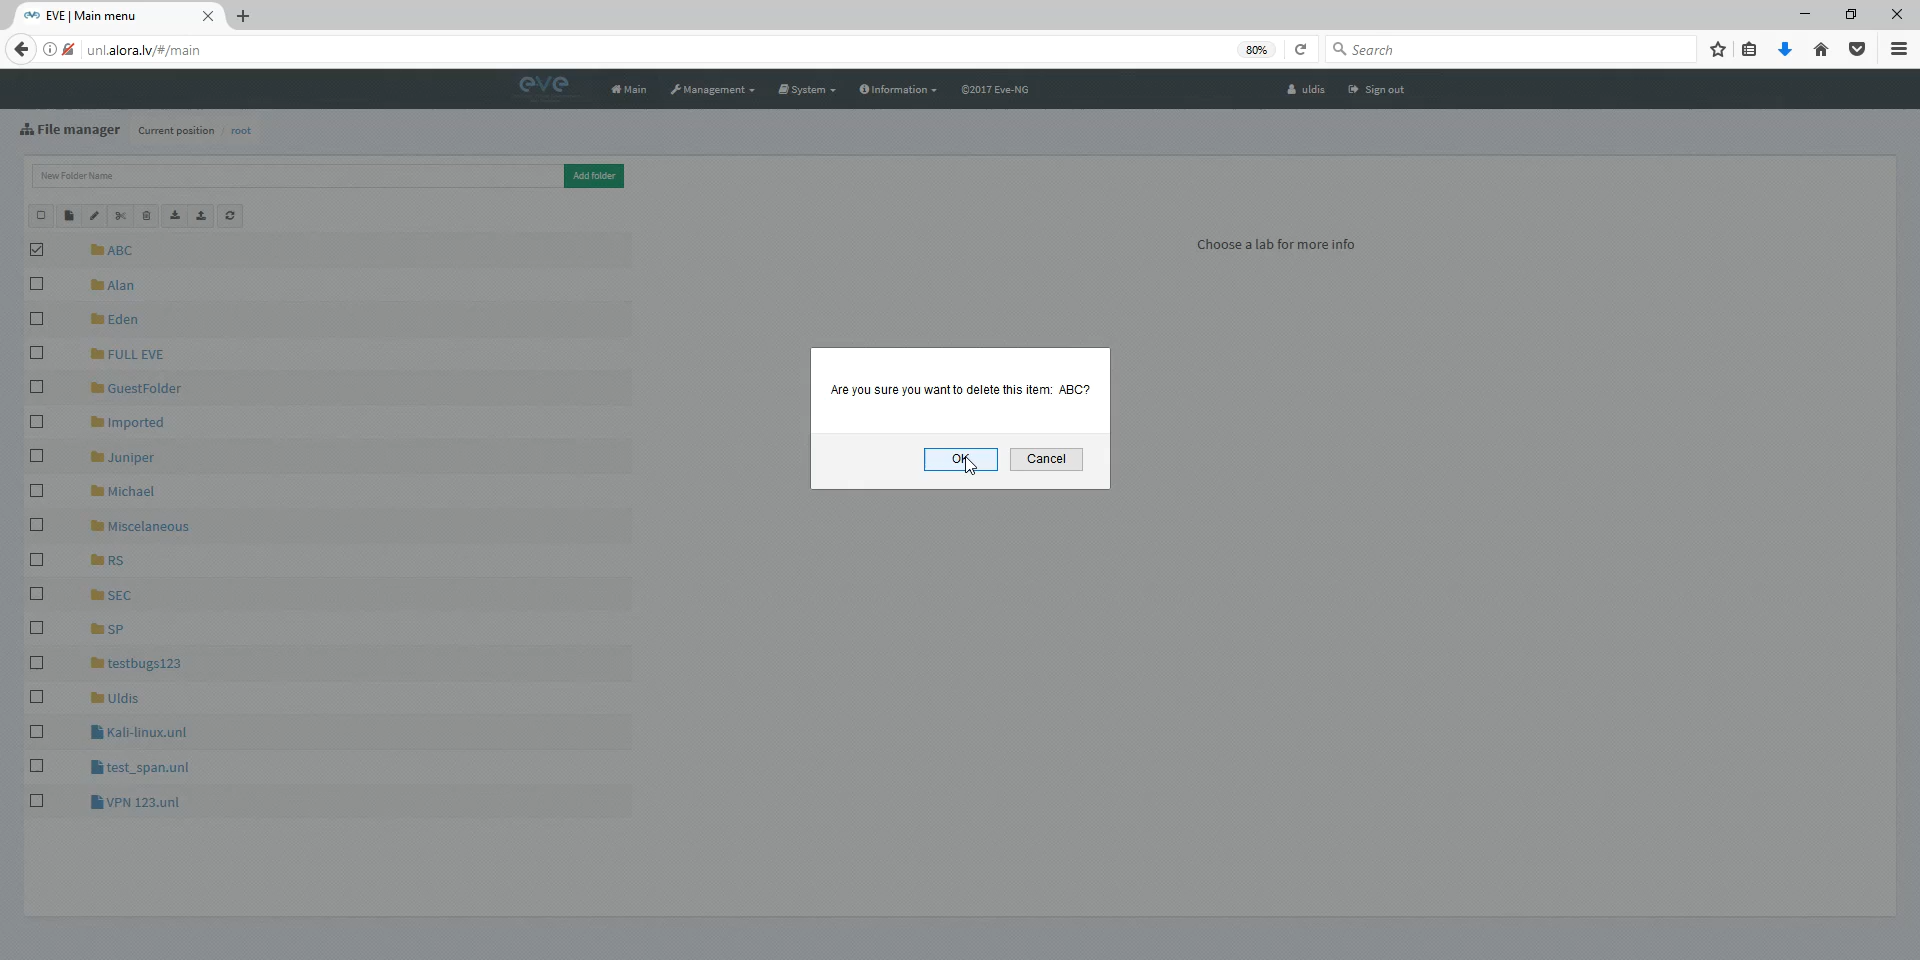 EVE | Main menu
unl.alora.lv/#/main
80%
Search
eve
Main
Management
System
Information
©2017 Eve-NG
uldis
Sign out
File manager
Current position / root
New Folder Name
Add folder
ABC
Choose a lab for more info
Alan
Eden
FULL EVE
GuestFolder
Are you sure you want to delete this item: ABC?
Imported
Juniper
OK
Cancel
Michael
Miscelaneous
RS
SEC
SP
testbugs123
Uldis
Kali-linux.unl
test_span.unl
VPN 123.unl